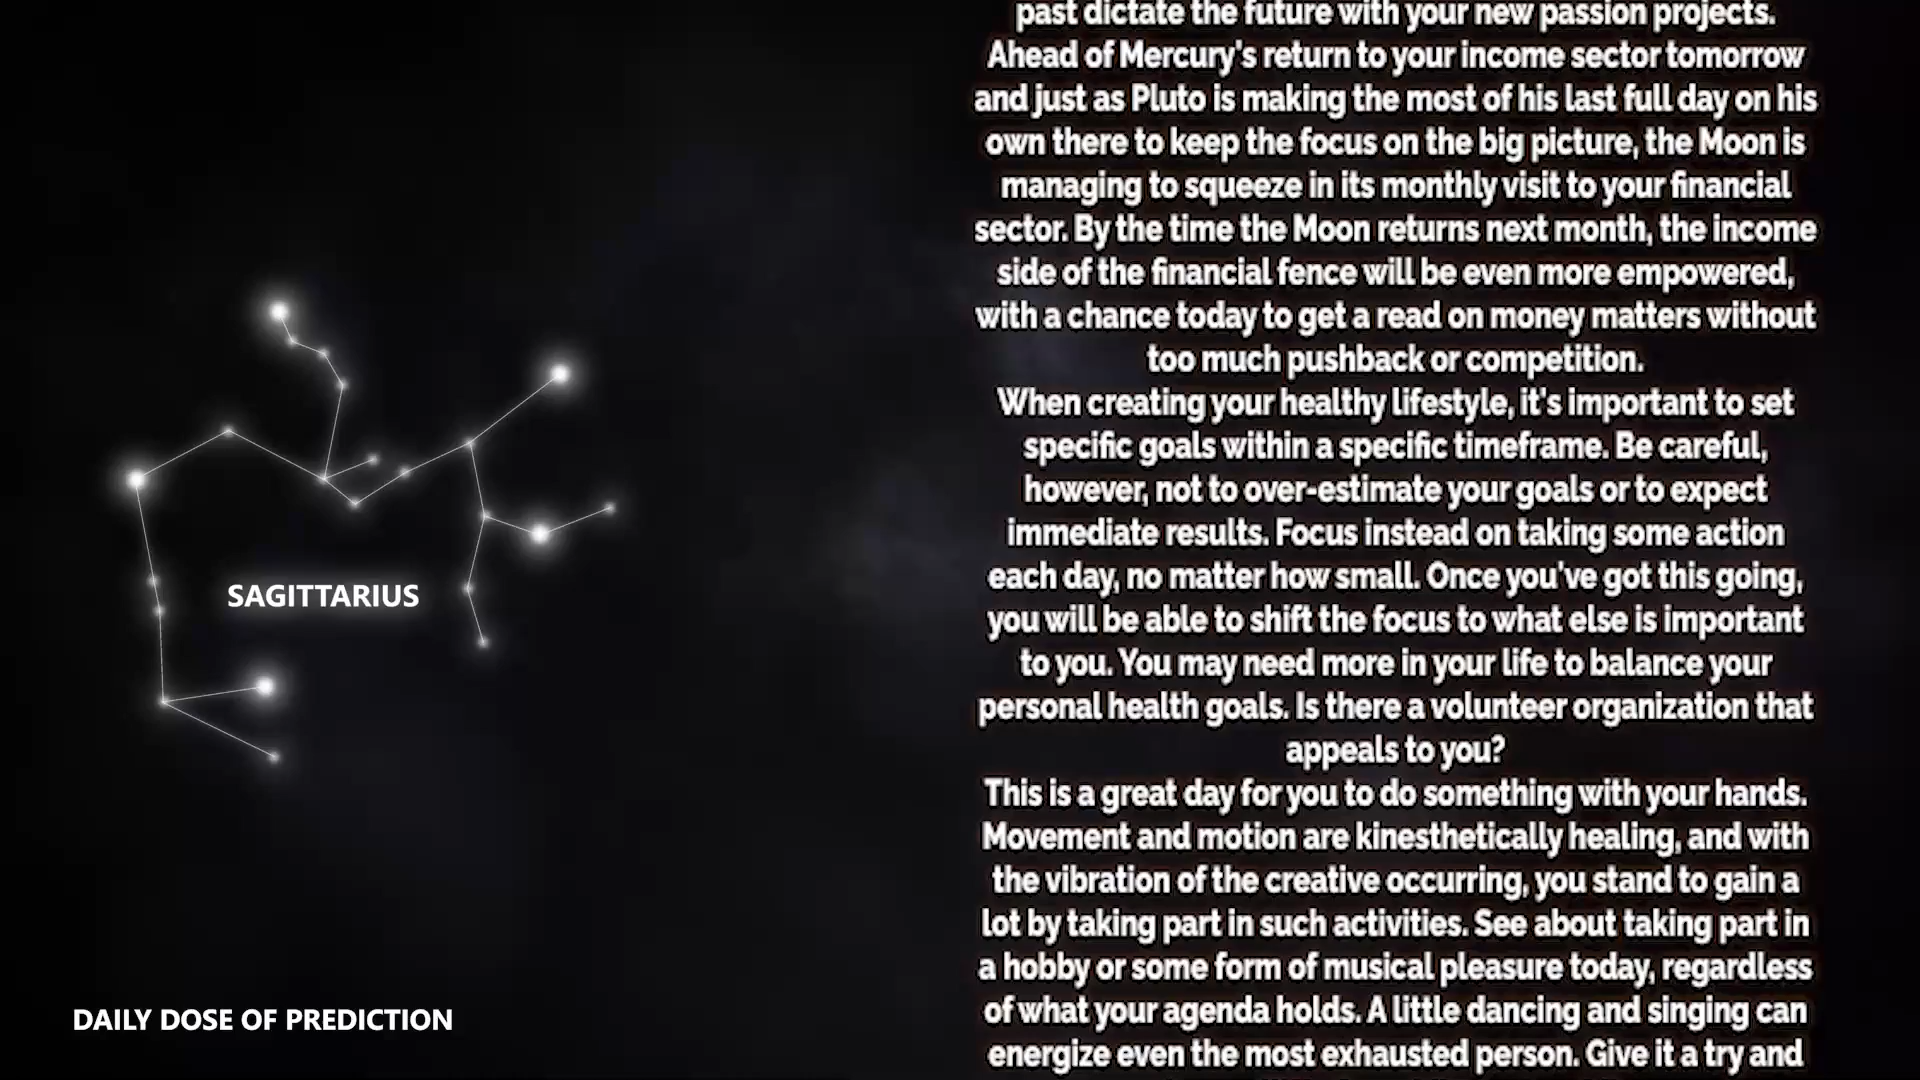 past dictate the future with your new passion projects.
Ahead of Mercury's return to your income sector tomorrow
and just as Pluto is making the most of his last full day on his
own there to keep the focus on the big picture, the Moon is
managing to squeeze in its monthly visit to your financial
sector. By the time the Moon returns next month, the income
side of the financial fence will be even more empowered,
with a chance today to get a read on money matters without
too much pushback or competition.
When creating your healthy lifestyle, it's important to set
specific goals within a specific timeframe. Be careful,
however, not to over-estimate your goals or to expect
immediate results. Focus instead on taking some action
each day, no matter how small. Once you've got this going,
you will be able to shift the focus to what else is important
to you. You may need more in your life to balance your
personal health goals. Is there a volunteer organization that
appeals to you?
This is a great day for you to do something with your hands.
Movement and motion are kinesthetically healing, and with
the vibration of the creative occurring, you stand to gain a
lot by taking part in such activities. See about taking part in
a hobby or some form of musical pleasure today, regardless
of what your agenda holds. A little dancing and singing can
energize even the most exhausted person. Give it a try and
SAGITTARIUS
DAILY DOSE OF PREDICTION